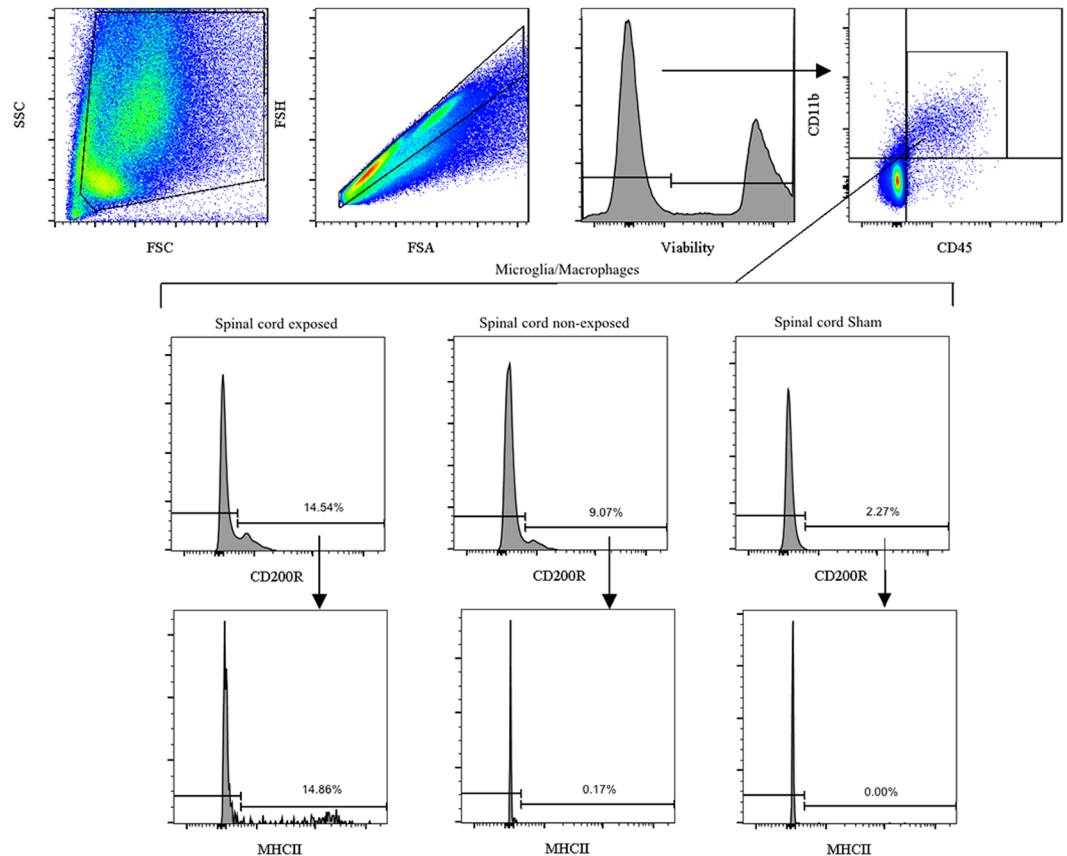 SSC
FSC
FSH
FSA
Viability
CD11b
CD45
Microglia/Macrophages
Spinal cord exposed
Spinal cord non-exposed
Spinal cord Sham
14.54%
9.07%
2.27%
CD200R
CD200R
CD200R
14.86%
0.17%
0.00%
MHCII
MHCII
MHCII